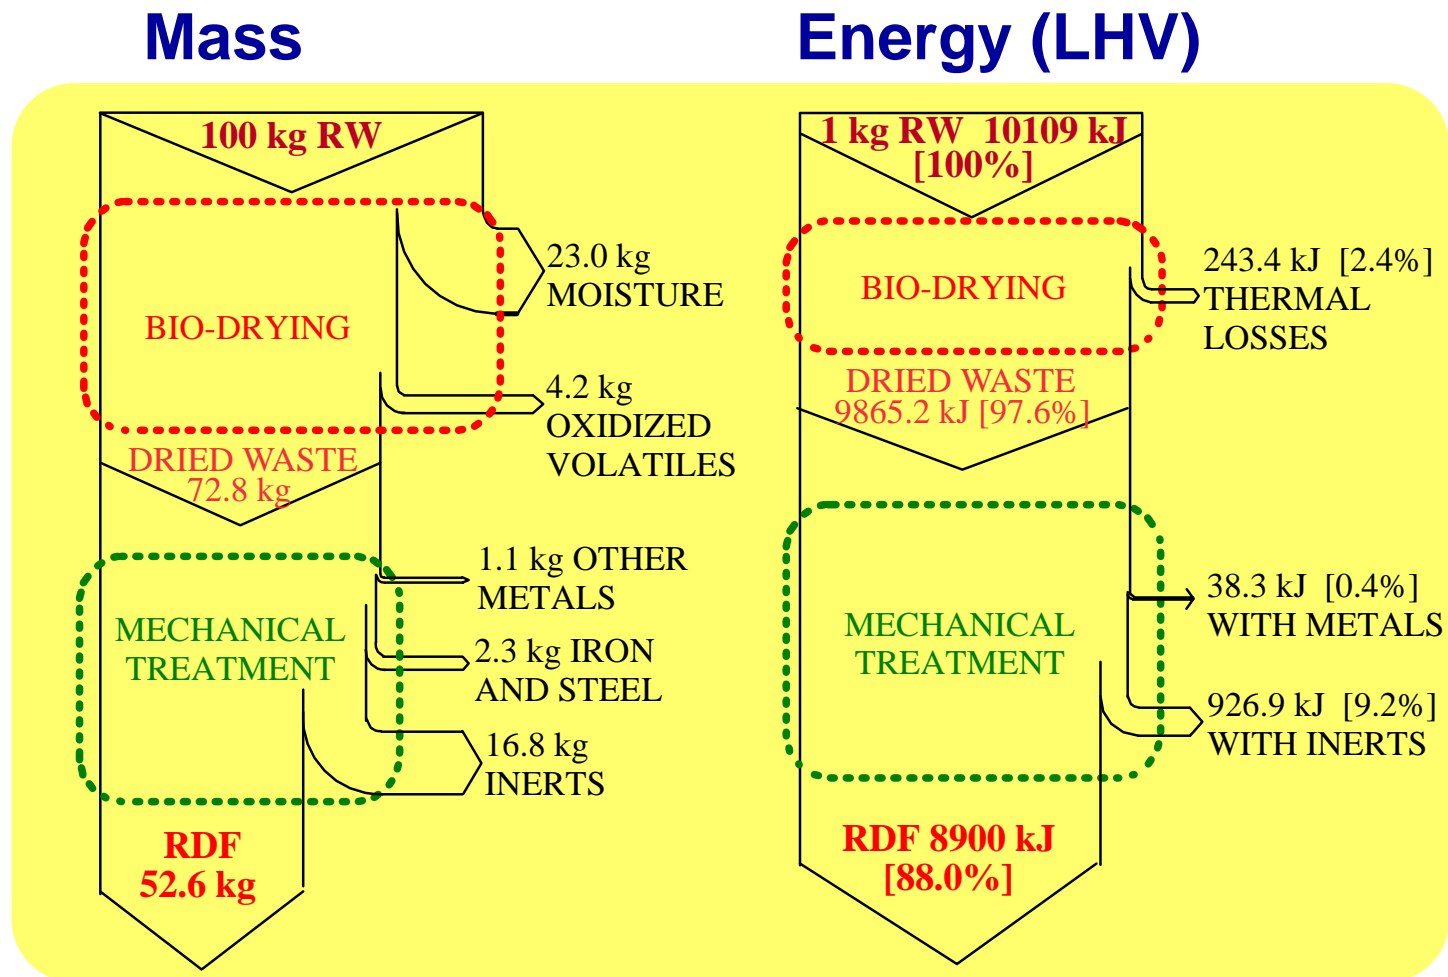 Mass
100 kg RW
23.0 kg
MOISTURE
BIO-DRYING
4.2 kg
OXIDIZED
VOLATILES
DRIED WASTE
72.8 kg
1.1 kg OTHER
METALS
MECHANICAL
TREATMENT
2.3 kg IRON
AND STEEL
16.8 kg
INERTS
RDF
52.6 kg
Energy (LHV)
1 kg RW 10109 kJ
[100%]
243.4 kJ [2.4%]
THERMAL
LOSSES
BIO-DRYING
DRIED WASTE
9865.2 kJ [97.6%]
38.3 kJ [0.4%]
WITH METALS
MECHANICAL
TREATMENT
926.9 kJ [9.2%]
WITH INERTS
RDF 8900 kJ
[88.0%]